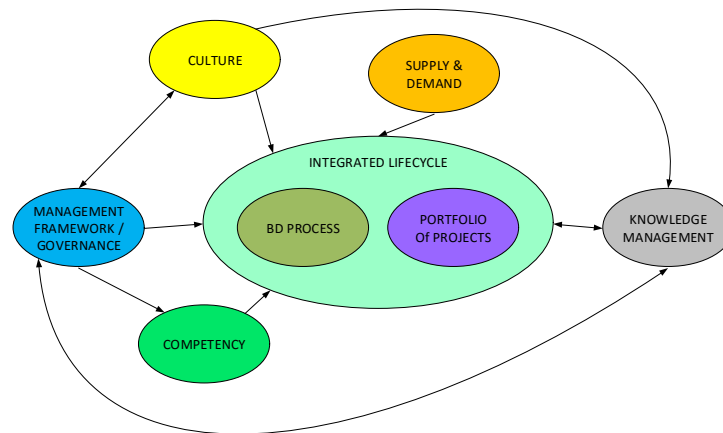 CULTURE
SUPPLY &
DEMAND
INTEGRATED LIFECYCLE
MANAGEMENT
FRAMEWORK /
GOVERNANCE
BD PROCESS
PORTFOLIO
Of PROJECTS
KNOWLEDGE
MANAGEMENT
COMPETENCY